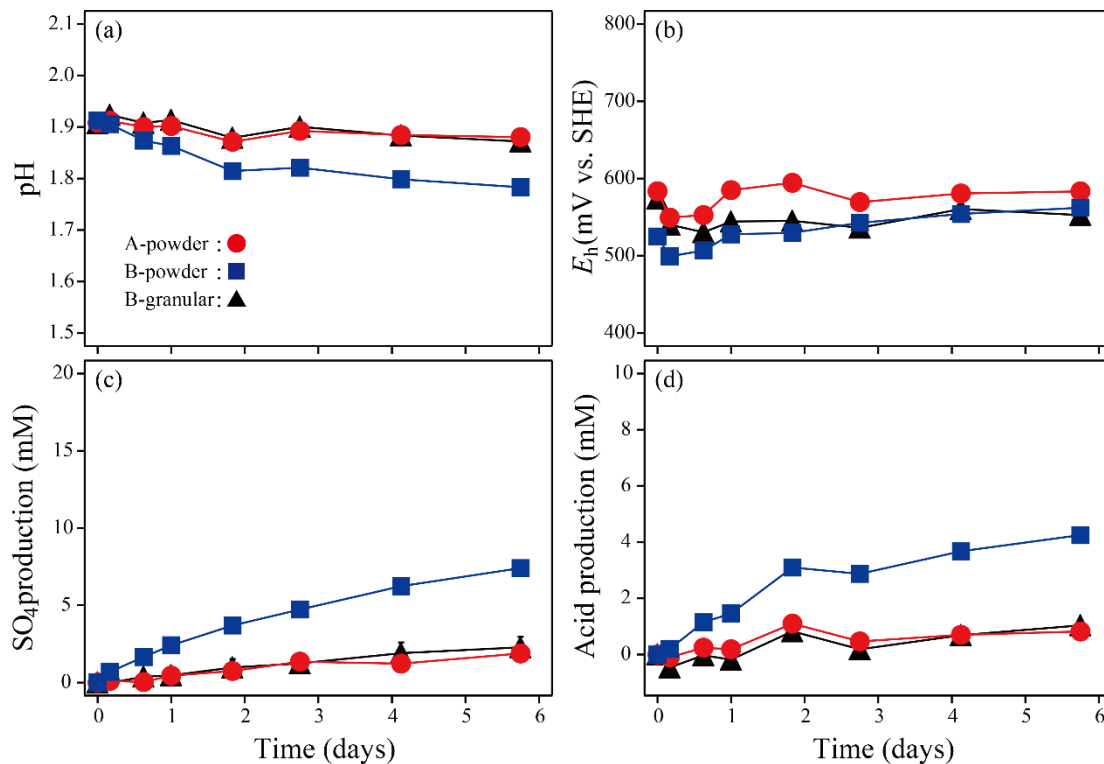 (a)
2.1
2.0
1.9
1.8
1.7
1.6
1.5
pH
A-powder :
B-powder :
B-granular :
(b)
800
700
600
500
400
Eh (mV vs. SHE)
(c)
20
15
10
5
0
SO4 production (mM)
0 1 2 3 4 5 6
Time (days)
(d)
10
8
6
4
2
0
Acid production (mM)
0 1 2 3 4 5 6
Time (days)